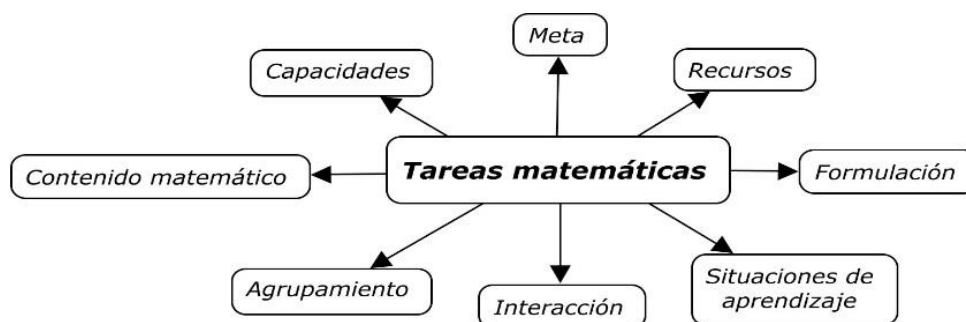 Meta
Capacidades
Recursos
Tareas matemáticas
Contenido matemático
Formulación
Agrupamiento
Interacción
Situaciones de
aprendizaje